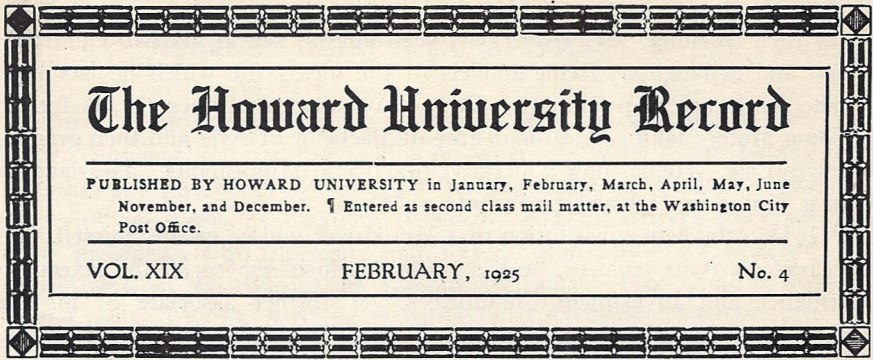 The Howard University Record
PUBLISHED BY HOWARD UNIVERSITY in January, February, March, April, May, June
November, and December. ¶ Entered as second class mail matter, at the Washington City
Post Office.
VOL. XIX FEBRUARY, 1925 No. 4